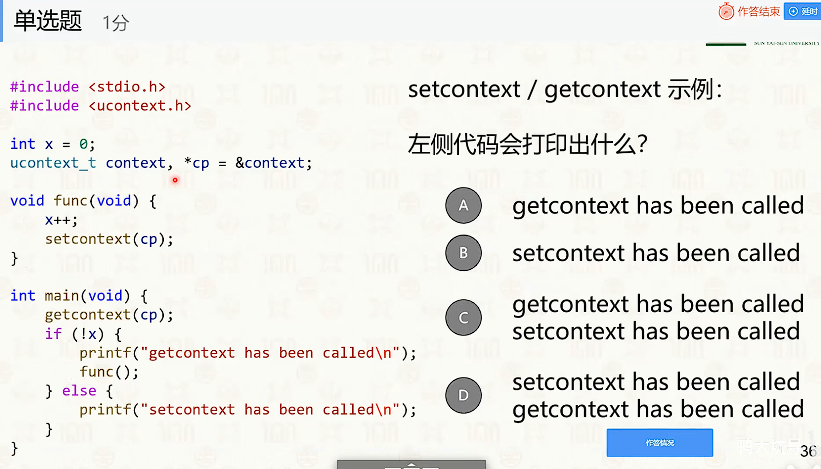 单选题 1分
作答结束
延时
SUN YAT-SEN UNIVERSITY
#include <stdio.h>
#include <ucontext.h>
int x = 0;
ucontext_t context, *cp = &context;
void func(void) {
x++;
setcontext(cp);
}
int main(void) {
getcontext(cp);
if (!x) {
printf("getcontext has been called\n");
func();
} else {
printf("setcontext has been called\n");
}
}
setcontext / getcontext 示例：
左侧代码会打印出什么？
A getcontext has been called
B setcontext has been called
C getcontext has been called
setcontext has been called
D setcontext has been called
getcontext has been called
作答情况
36